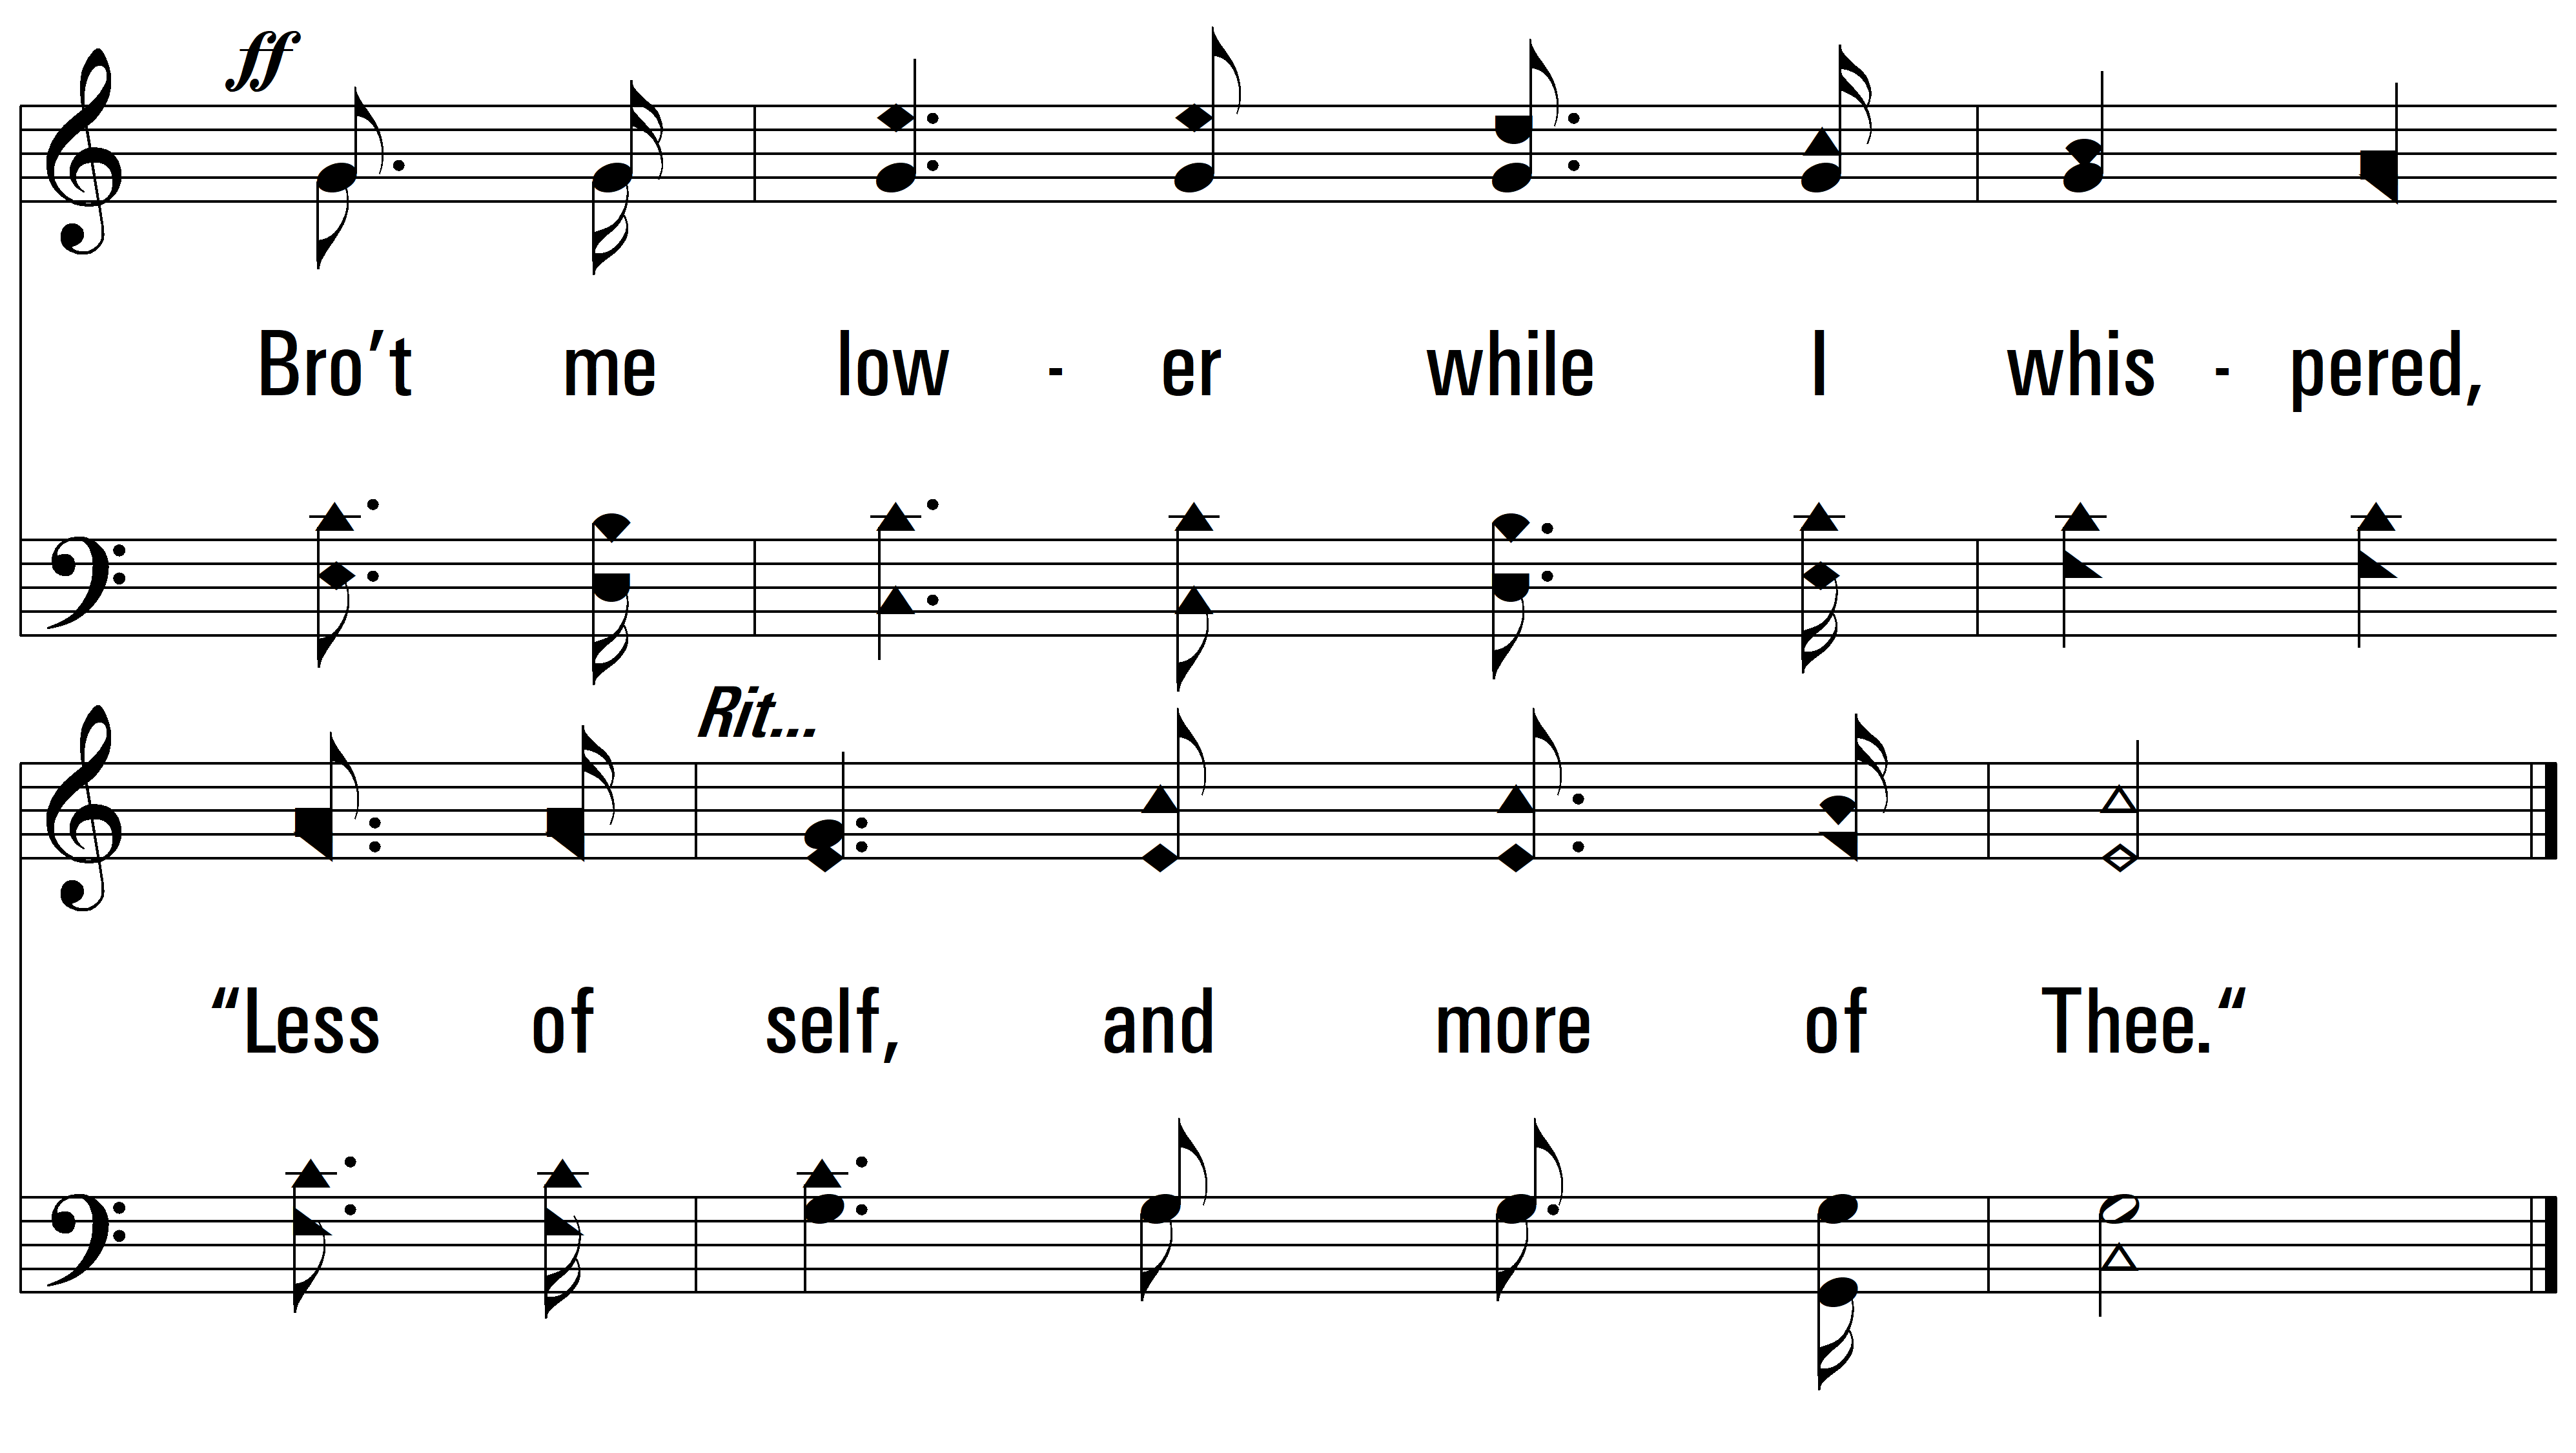 ff
Bro’t me low - er while I whis - pered,
Rit...
“Less of self, and more of Thee.“